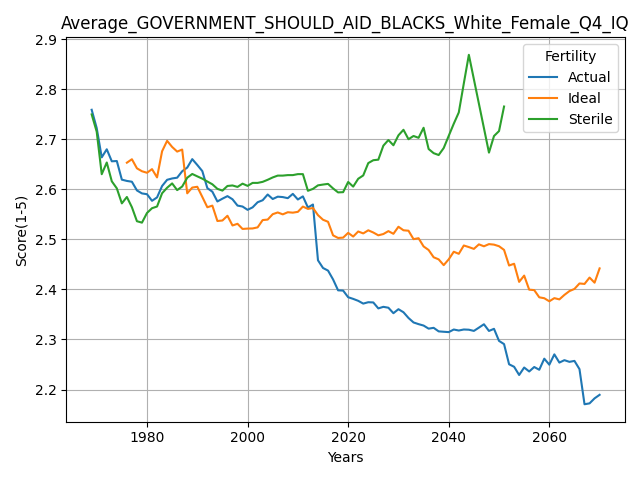 Average_GOVERNMENT_SHOULD_AID_BLACKS_White_Female_Q4_IQ
Fertility
Actual
Ideal
Sterile
Score(1-5)
2.9
2.8
2.7
2.6
2.5
2.4
2.3
2.2
1980
2000
2020
2040
2060
Years